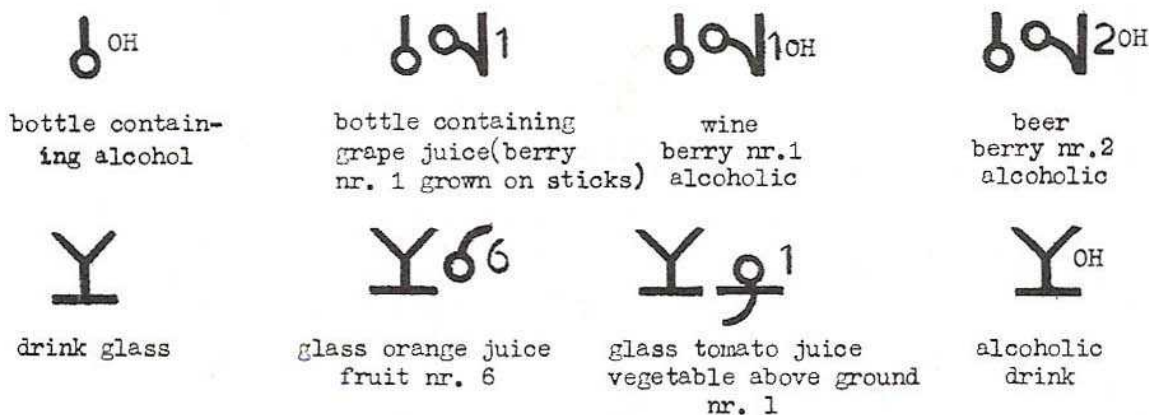 OH
1
1OH
2OH
bottle contain-
ing alcohol
bottle containing
grape juice(berry
nr. 1 grown on sticks)
wine
berry nr.1
alcoholic
beer
berry nr.2
alcoholic
6
1
OH
drink glass
glass orange juice
fruit nr. 6
glass tomato juice
vegetable above ground
nr. 1
alcoholic
drink